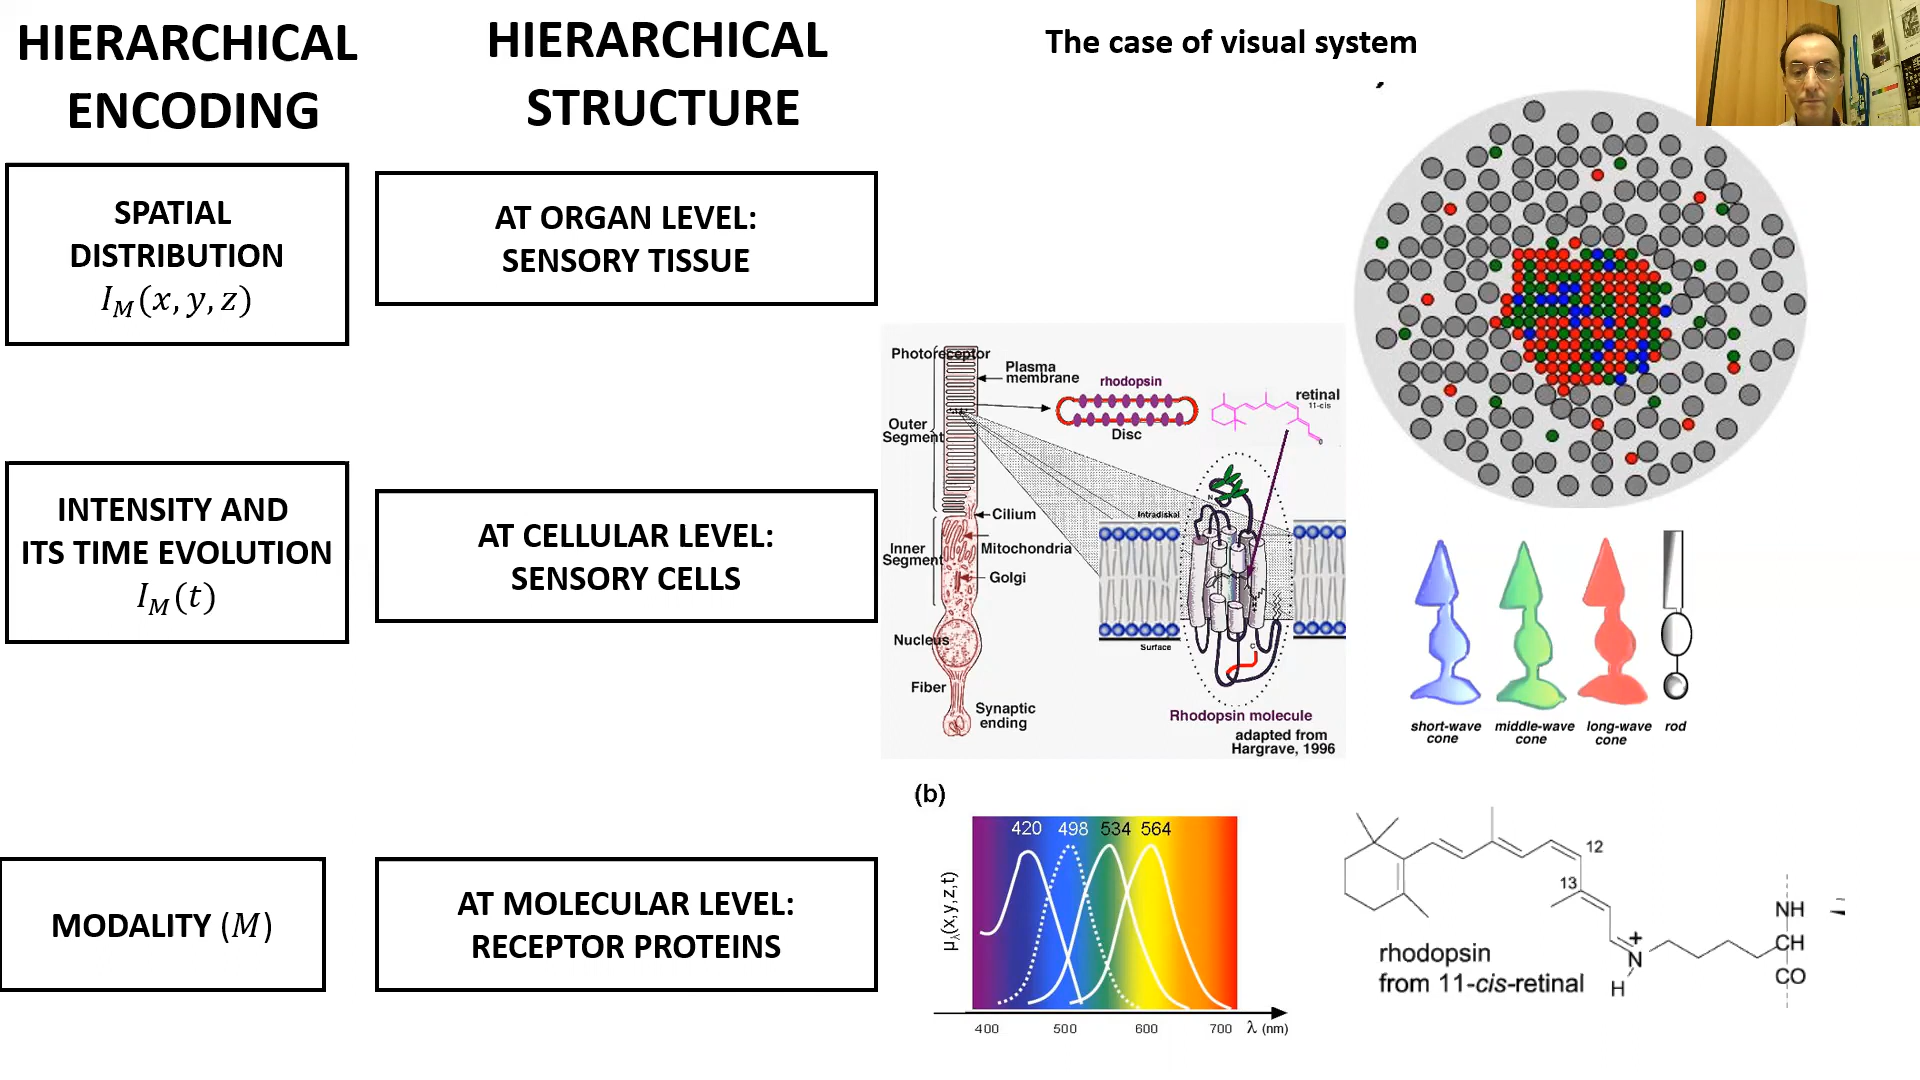 HIERARCHICAL
ENCODING
HIERARCHICAL
STRUCTURE
The case of visual system
SPATIAL
DISTRIBUTION
I_M(x, y, z)
AT ORGAN LEVEL:
SENSORY TISSUE
INTENSITY AND
ITS TIME EVOLUTION
I_M(t)
AT CELLULAR LEVEL:
SENSORY CELLS
MODALITY (M)
AT MOLECULAR LEVEL:
RECEPTOR PROTEINS
Photoreceptor
Plasma
membrane
rhodopsin
Disc
retinal
11-cis
Outer
Segment
Cilium
Inner
Segment
Mitochondria
Golgi
Nucleus
Fiber
Synaptic
ending
Intradiskal
N
C
Surface
Rhodopsin molecule
adapted from
Hargrave, 1996
short-wave
cone
middle-wave
cone
long-wave
cone
rod
(b)
420 498 534 564
μλ(x,y,z,t)
400 500 600 700 λ (nm)
12
13
NH
CH
CO
+
N
H
rhodopsin
from 11-cis-retinal